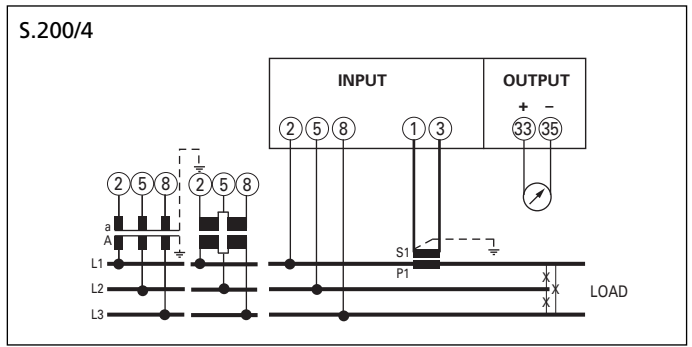 S.200/4
INPUT OUTPUT
+ −
2 5 8 1 3 33 35
2 5 8 2 5 8
a
A
S1
L1
P1
L2
LOAD
L3